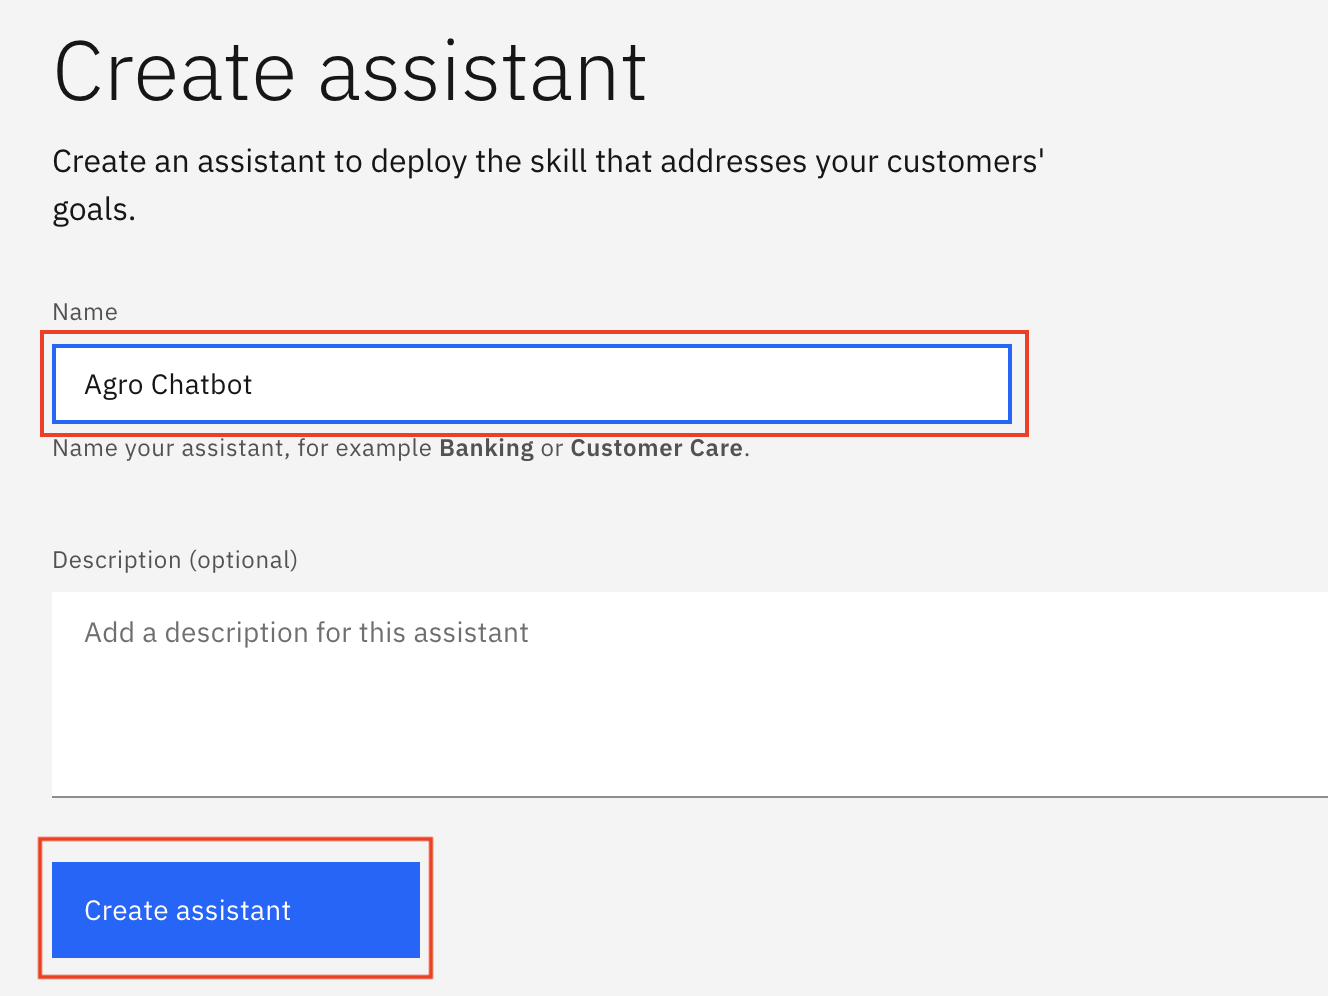 Create assistant
Create an assistant to deploy the skill that addresses your customers'
goals.
Name
Agro Chatbot
Name your assistant, for example Banking or Customer Care.
Description (optional)
Add a description for this assistant
Create assistant